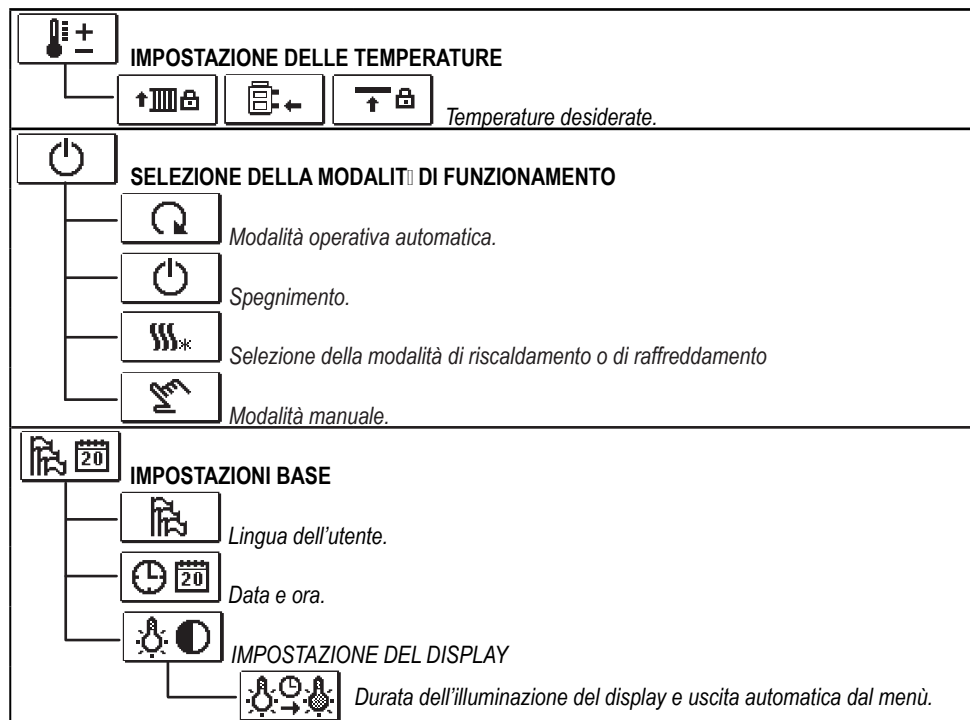 IMPOSTAZIONE DELLE TEMPERATURE
Temperature desiderate.
SELEZIONE DELLA MODALIT▯ DI FUNZIONAMENTO
Modalità operativa automatica.
Spegnimento.
Selezione della modalità di riscaldamento o di raffreddamento
Modalità manuale.
20
IMPOSTAZIONI BASE
Lingua dell'utente.
20
Data e ora.
IMPOSTAZIONE DEL DISPLAY
Durata dell'illuminazione del display e uscita automatica dal menù.